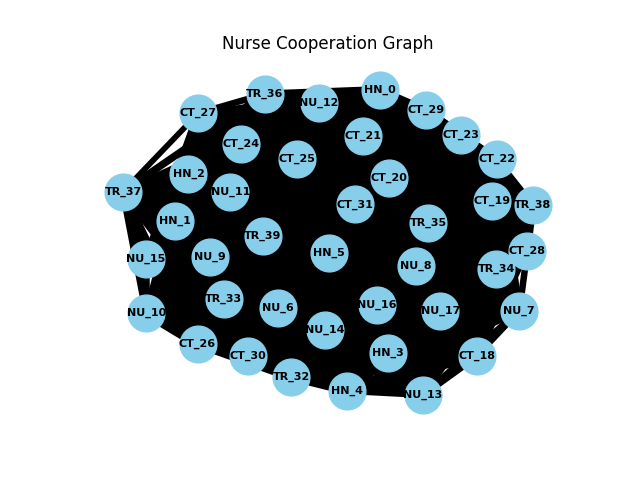 Nurse Cooperation Graph
HN_0
TR_36
NU_12
CT_29
CT_27
CT_23
CT_21
CT_24
CT_25
CT_22
HN_2
CT_20
TR_37
NU_11
CT_19
CT_31
TR_38
HN_1
TR_35
TR_39
CT_28
HN_5
NU_9
NU_15
NU_8
TR_34
TR_33
NU_16
NU_6
NU_17
NU_7
NU_10
NU_14
CT_26
HN_3
CT_30
CT_18
TR_32
HN_4
NU_13